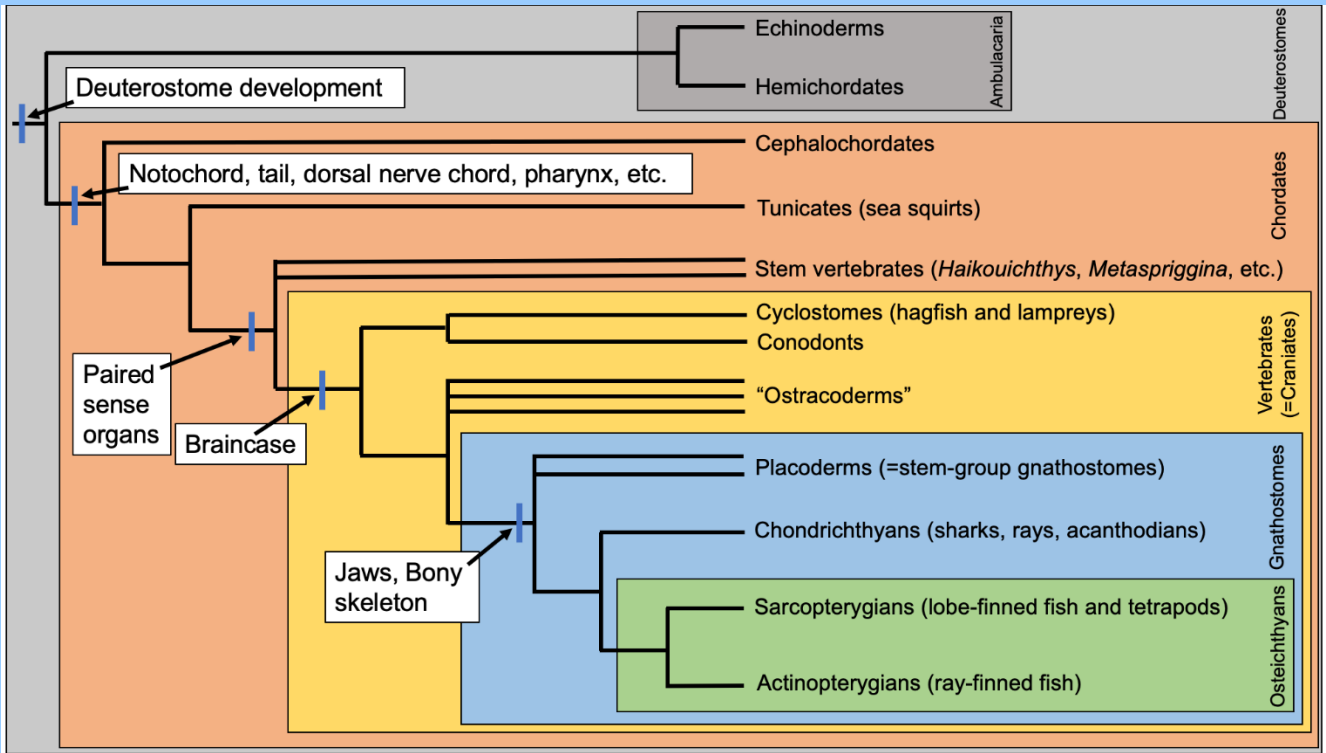 Echinoderms
Hemichordates
Ambulacaria
Deuterostomes
Deuterostome development
Cephalochordates
Notochord, tail, dorsal nerve chord, pharynx, etc.
Tunicates (sea squirts)
Chordates
Stem vertebrates (Haikouichthys, Metaspriggina, etc.)
Cyclostomes (hagfish and lampreys)
Conodonts
Vertebrates
(=Craniates)
Paired
sense
organs
"Ostracoderms"
Braincase
Placoderms (=stem-group gnathostomes)
Gnathostomes
Chondrichthyans (sharks, rays, acanthodians)
Jaws, Bony
skeleton
Sarcopterygians (lobe-finned fish and tetrapods)
Actinopterygians (ray-finned fish)
Osteichthyans